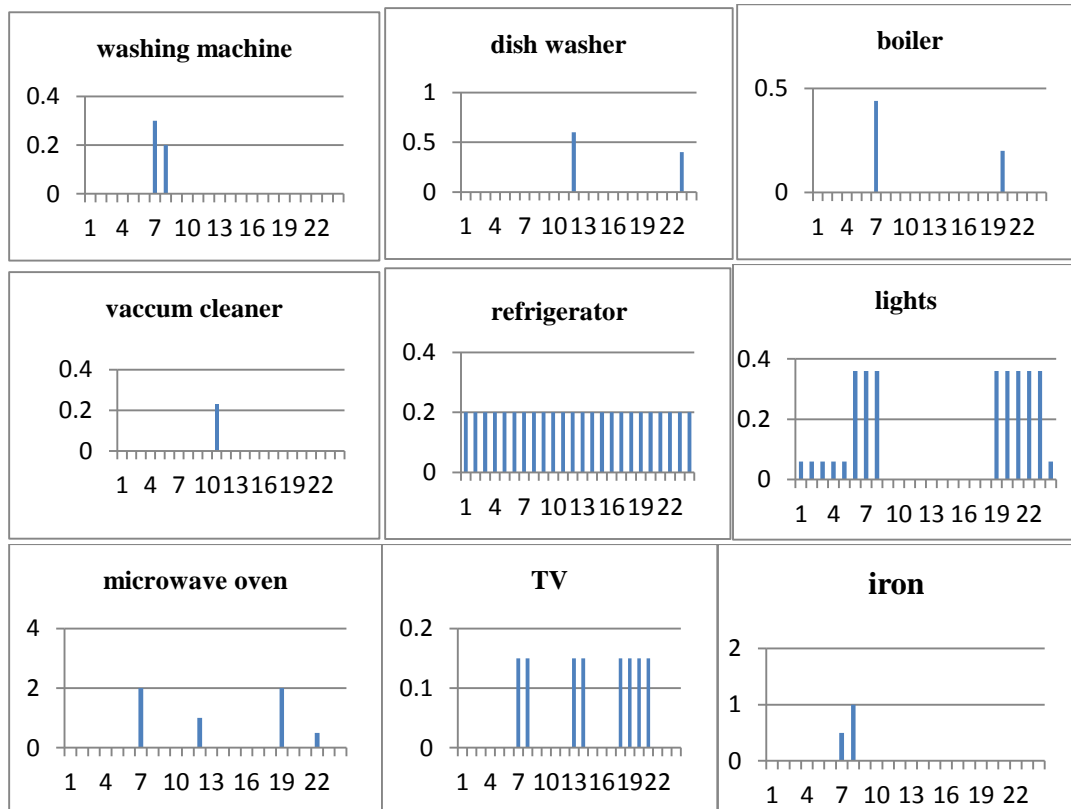 washing machine
0.4
0.2
0
1 4 7 10 13 16 19 22
dish washer
1
0.5
0
1 4 7 10 13 16 19 22
boiler
0.5
0
1 4 7 10 13 16 19 22
vaccum cleaner
0.4
0.2
0
1 4 7 10 13 16 19 22
refrigerator
0.4
0.2
0
1 4 7 10 13 16 19 22
lights
0.4
0.2
0
1 4 7 10 13 16 19 22
microwave oven
4
2
0
1 4 7 10 13 16 19 22
TV
0.2
0.1
0
1 4 7 10 13 16 19 22
iron
2
1
0
1 4 7 10 13 16 19 22